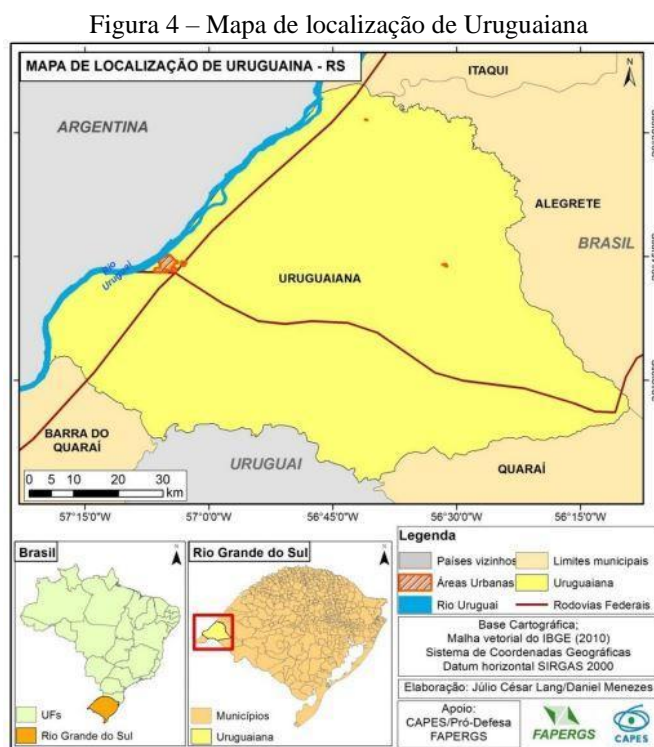 Figura 4 – Mapa de localização de Uruguaiana
MAPA DE LOCALIZAÇÃO DE URUGUAINA - RS
N
ITAQUI
ARGENTINA
ALEGRETE
BRASIL
Rio
Uruguai
URUGUAIANA
BARRA DO
QUARAÍ
URUGUAI
QUARAÍ
0 5 10 20 30
km
57°15'0"W 57°0'0"W 56°45'0"W 56°30'0"W 56°15'0"W
Brasil
N
UFs
Rio Grande do Sul
Rio Grande do Sul
N
Municípios
Uruguaiana
Legenda
Países vizinhos
Limites municipais
Áreas Urbanas
Uruguaiana
Rio Uruguai
Rodovias Federais
Base Cartográfica;
Malha vetorial do IBGE (2010)
Sistema de Coordenadas Geográficas
Datum horizontal SIRGAS 2000
Elaboração: Júlio César Lang/Daniel Menezes
Apoio:
CAPES/Pró-Defesa
FAPERGS
FAPERGS
CAPES